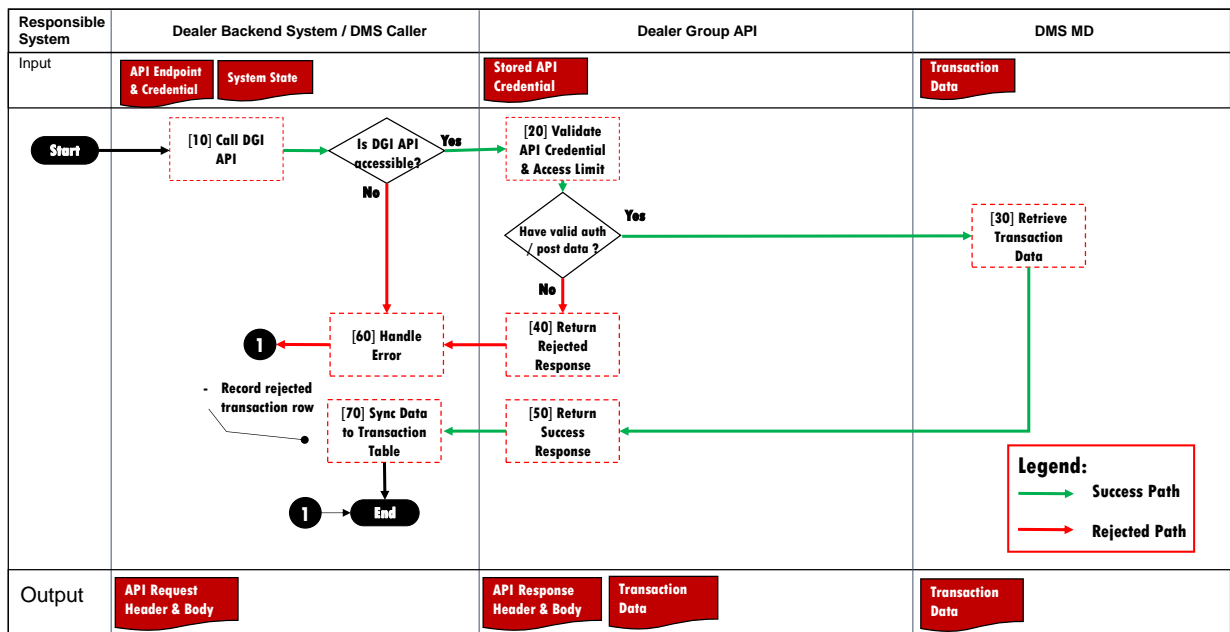 Responsible
System
Dealer Backend System / DMS Caller
Dealer Group API
DMS MD
Input
API Endpoint
& Credential
System State
Stored API
Credential
Transaction
Data
Start
[10] Call DGI
API
Is DGI API
accessible?
Yes
No
[20] Validate
API Credential
& Access Limit
Have valid auth
/ post data ?
Yes
No
[30] Retrieve
Transaction
Data
1
[60] Handle
Error
[40] Return
Rejected
Response
- Record rejected
transaction row
[70] Sync Data
to Transaction
Table
[50] Return
Success
Response
1
End
Legend:
Success Path
Rejected Path
Output
API Request
Header & Body
API Response
Header & Body
Transaction
Data
Transaction
Data